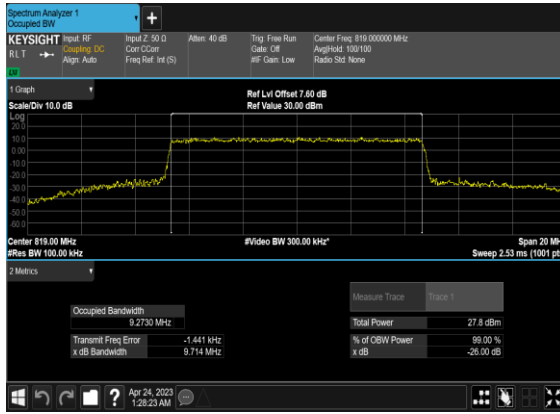 Spectrum Analyzer 1
Occupied BW
+
KEYSIGHT
RLT
LXI
Input: RF
Coupling: DC
Align: Auto
Input Z: 50 Ω
Corr CCorr
Freq Ref: Int (S)
Atten: 40 dB
Trig: Free Run
Gate: Off
#IF Gain: Low
Center Freq: 819.000000 MHz
Avg|Hold: 100/100
Radio Std: None
1 Graph
Scale/Div 10.0 dB
Ref Lvl Offset 7.60 dB
Ref Value 30.00 dBm
Log
20.0
10.0
0.00
-10.0
-20.0
-30.0
-40.0
-50.0
-60.0
Center 819.00 MHz
#Video BW 300.00 kHz*
Span 20 MH
#Res BW 100.00 kHz
Sweep 2.53 ms (1001 pt
2 Metrics
Measure Trace
Trace 1
Occupied Bandwidth
9.2730 MHz
Total Power
27.8 dBm
Transmit Freq Error
-1.441 kHz
% of OBW Power
99.00 %
x dB Bandwidth
9.714 MHz
x dB
-26.00 dB
?
Apr 24, 2023
1:28:23 AM